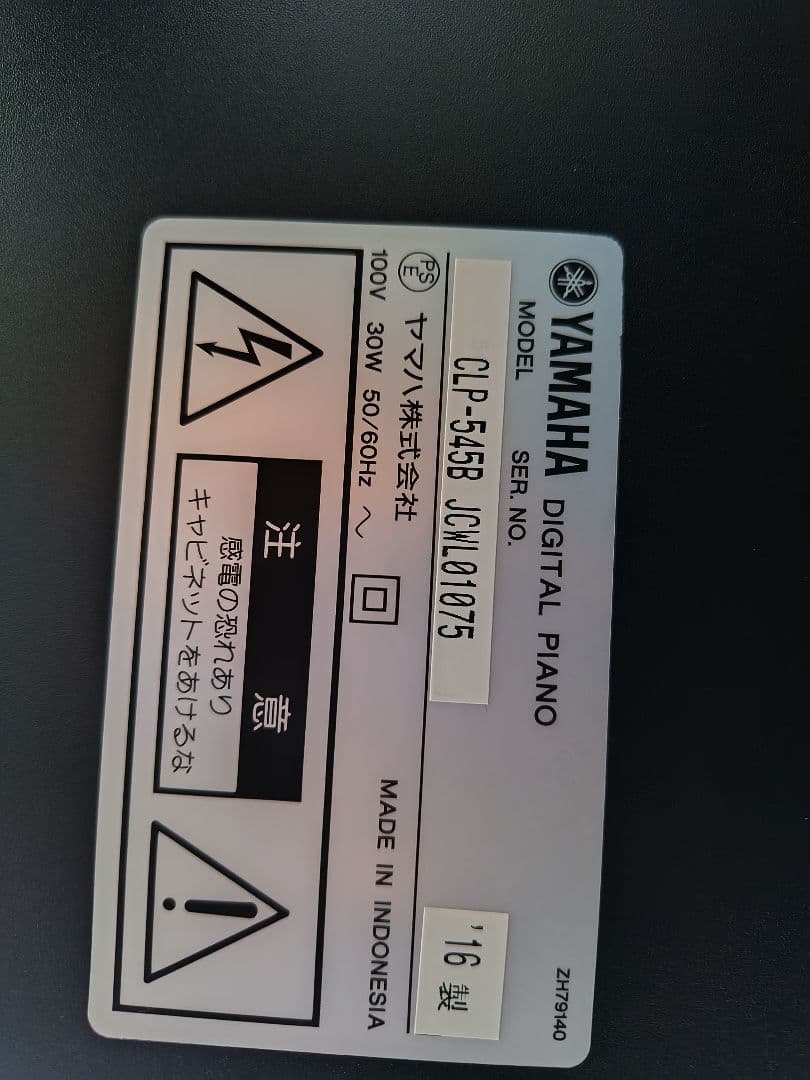 YAMAHA DIGITAL PIANO
ZH79140
MODEL SER. NO.
CLP-545B JCWL01075
'16 製
PSE ヤマハ株式会社
100V 30W 50/60Hz ~
MADE IN INDONESIA
注意
感電の恐れあり
キャビネットをあけるな